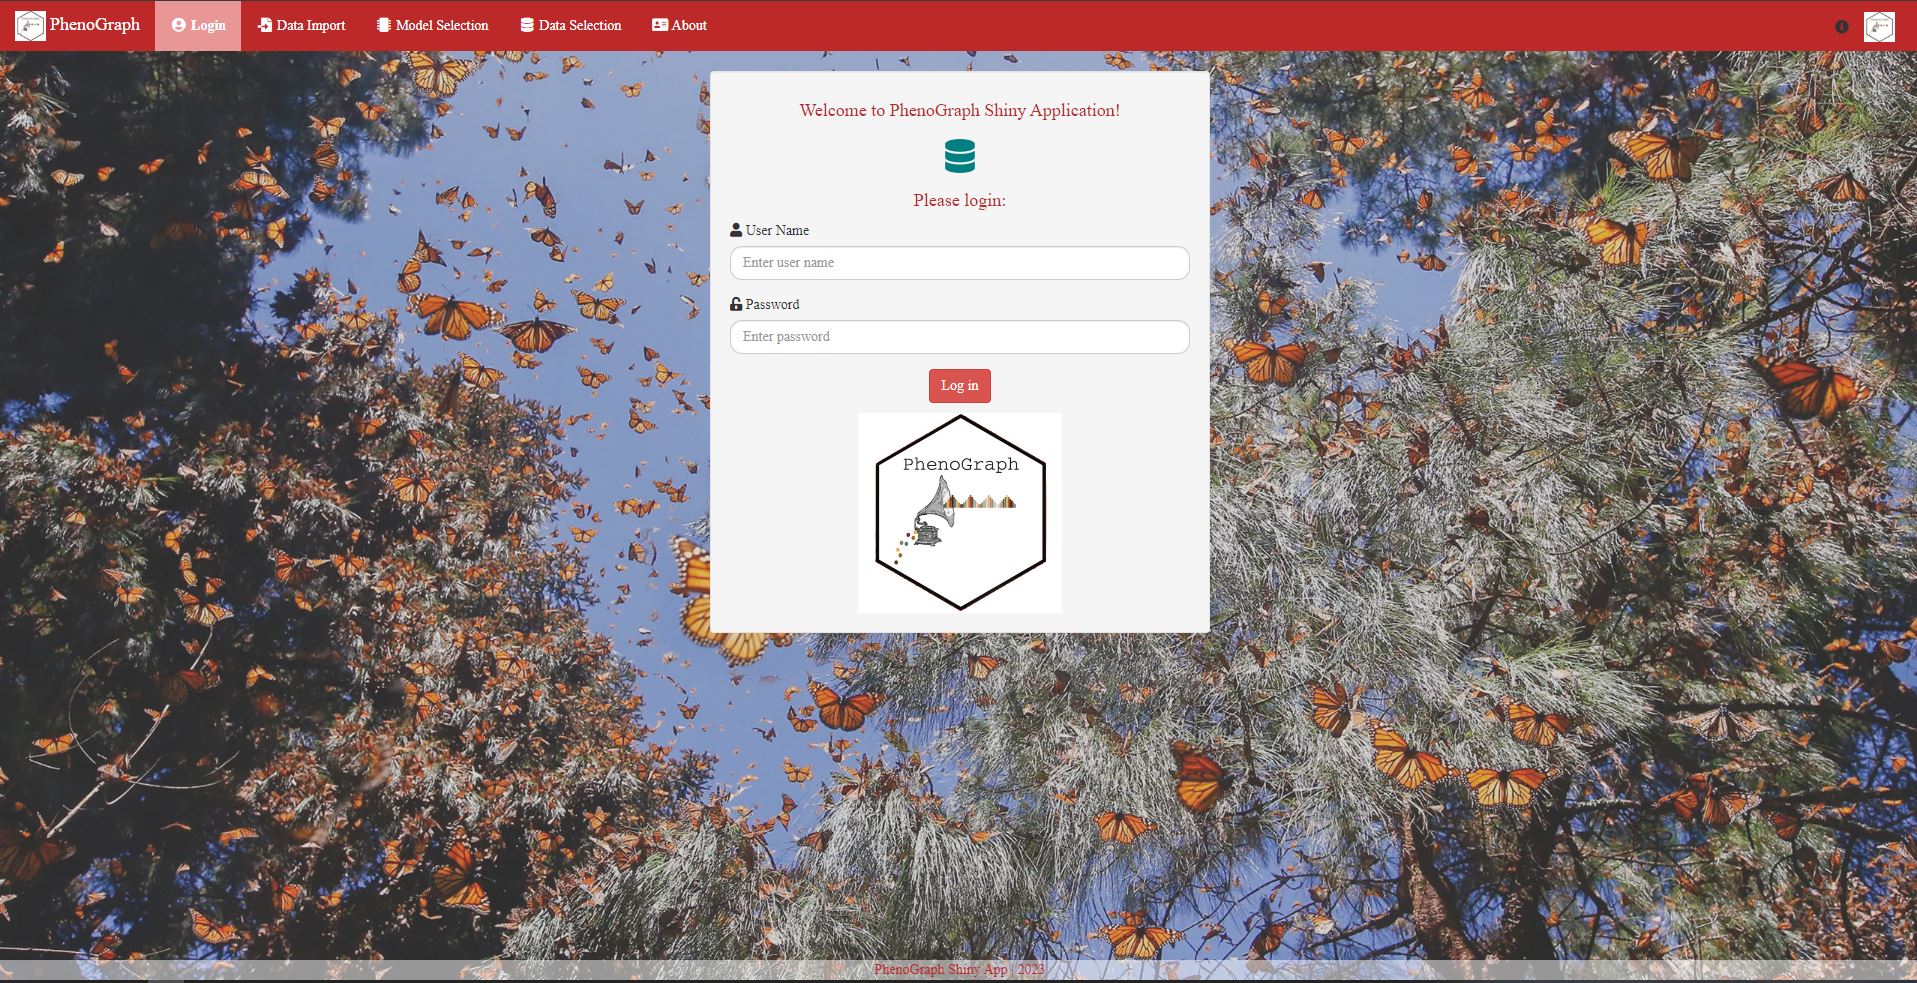 PhenoGraph Login Data Import Model Selection Data Selection About
Welcome to PhenoGraph Shiny Application!
Please login:
User Name
Enter user name
Password
Enter password
Log in
PhenoGraph
PhenoGraph Shiny App | 2023